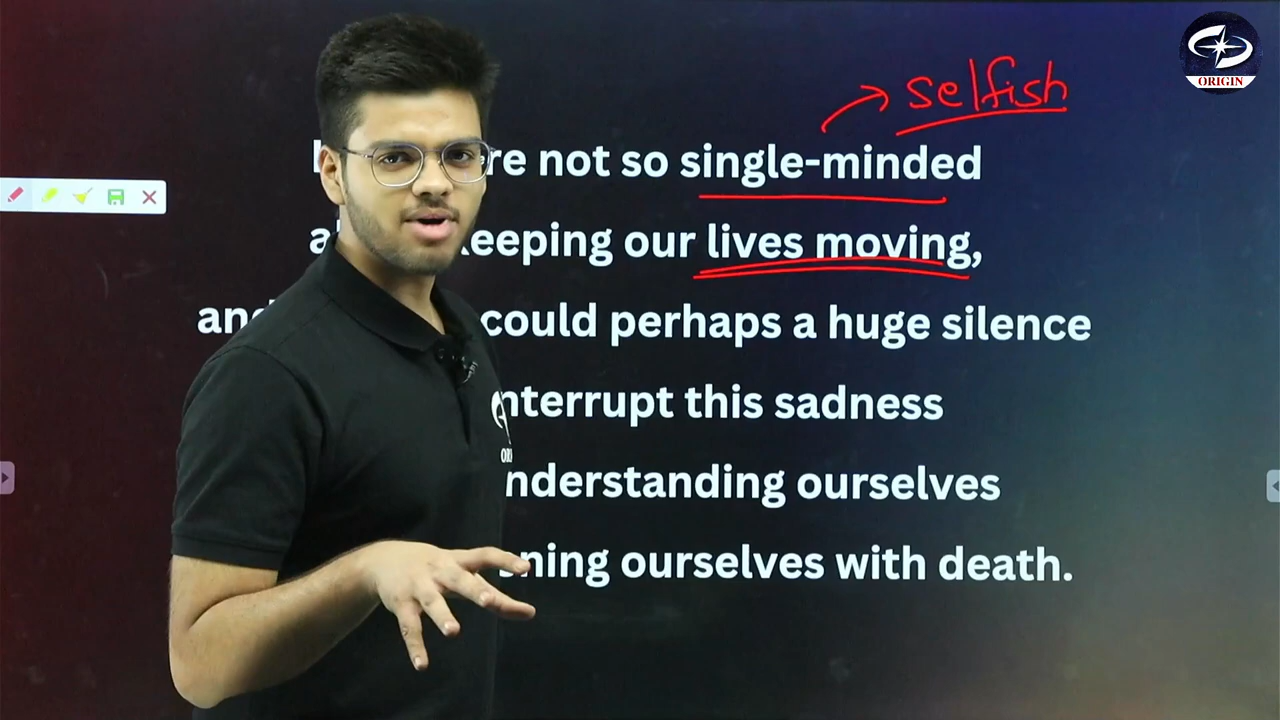 selfish
ORIGIN
re not so single-minded
keeping our lives moving,
could perhaps a huge silence
nterrupt this sadness
nderstanding ourselves
ning ourselves with death.